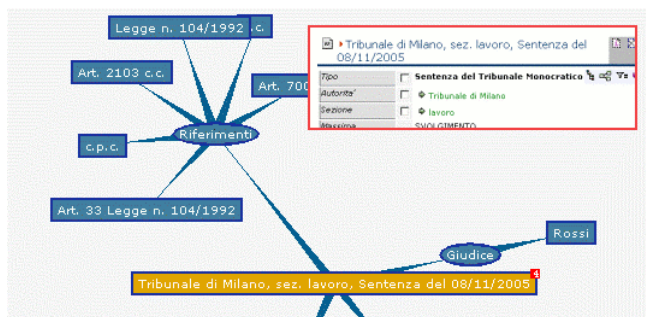 Legge n. 104/1992
.c.
Art. 2103 c.c.
Art. 700
Riferimenti
c.p.c.
Art. 33 Legge n. 104/1992
Tribunale di Milano, sez. lavoro, Sentenza del
08/11/2005
Tipo
Sentenza del Tribunale Monocratico
Autorita'
Tribunale di Milano
Sezione
lavoro
Massima
SVOLGIMENTO
Rossi
Giudice
4
Tribunale di Milano, sez. lavoro, Sentenza del 08/11/2005